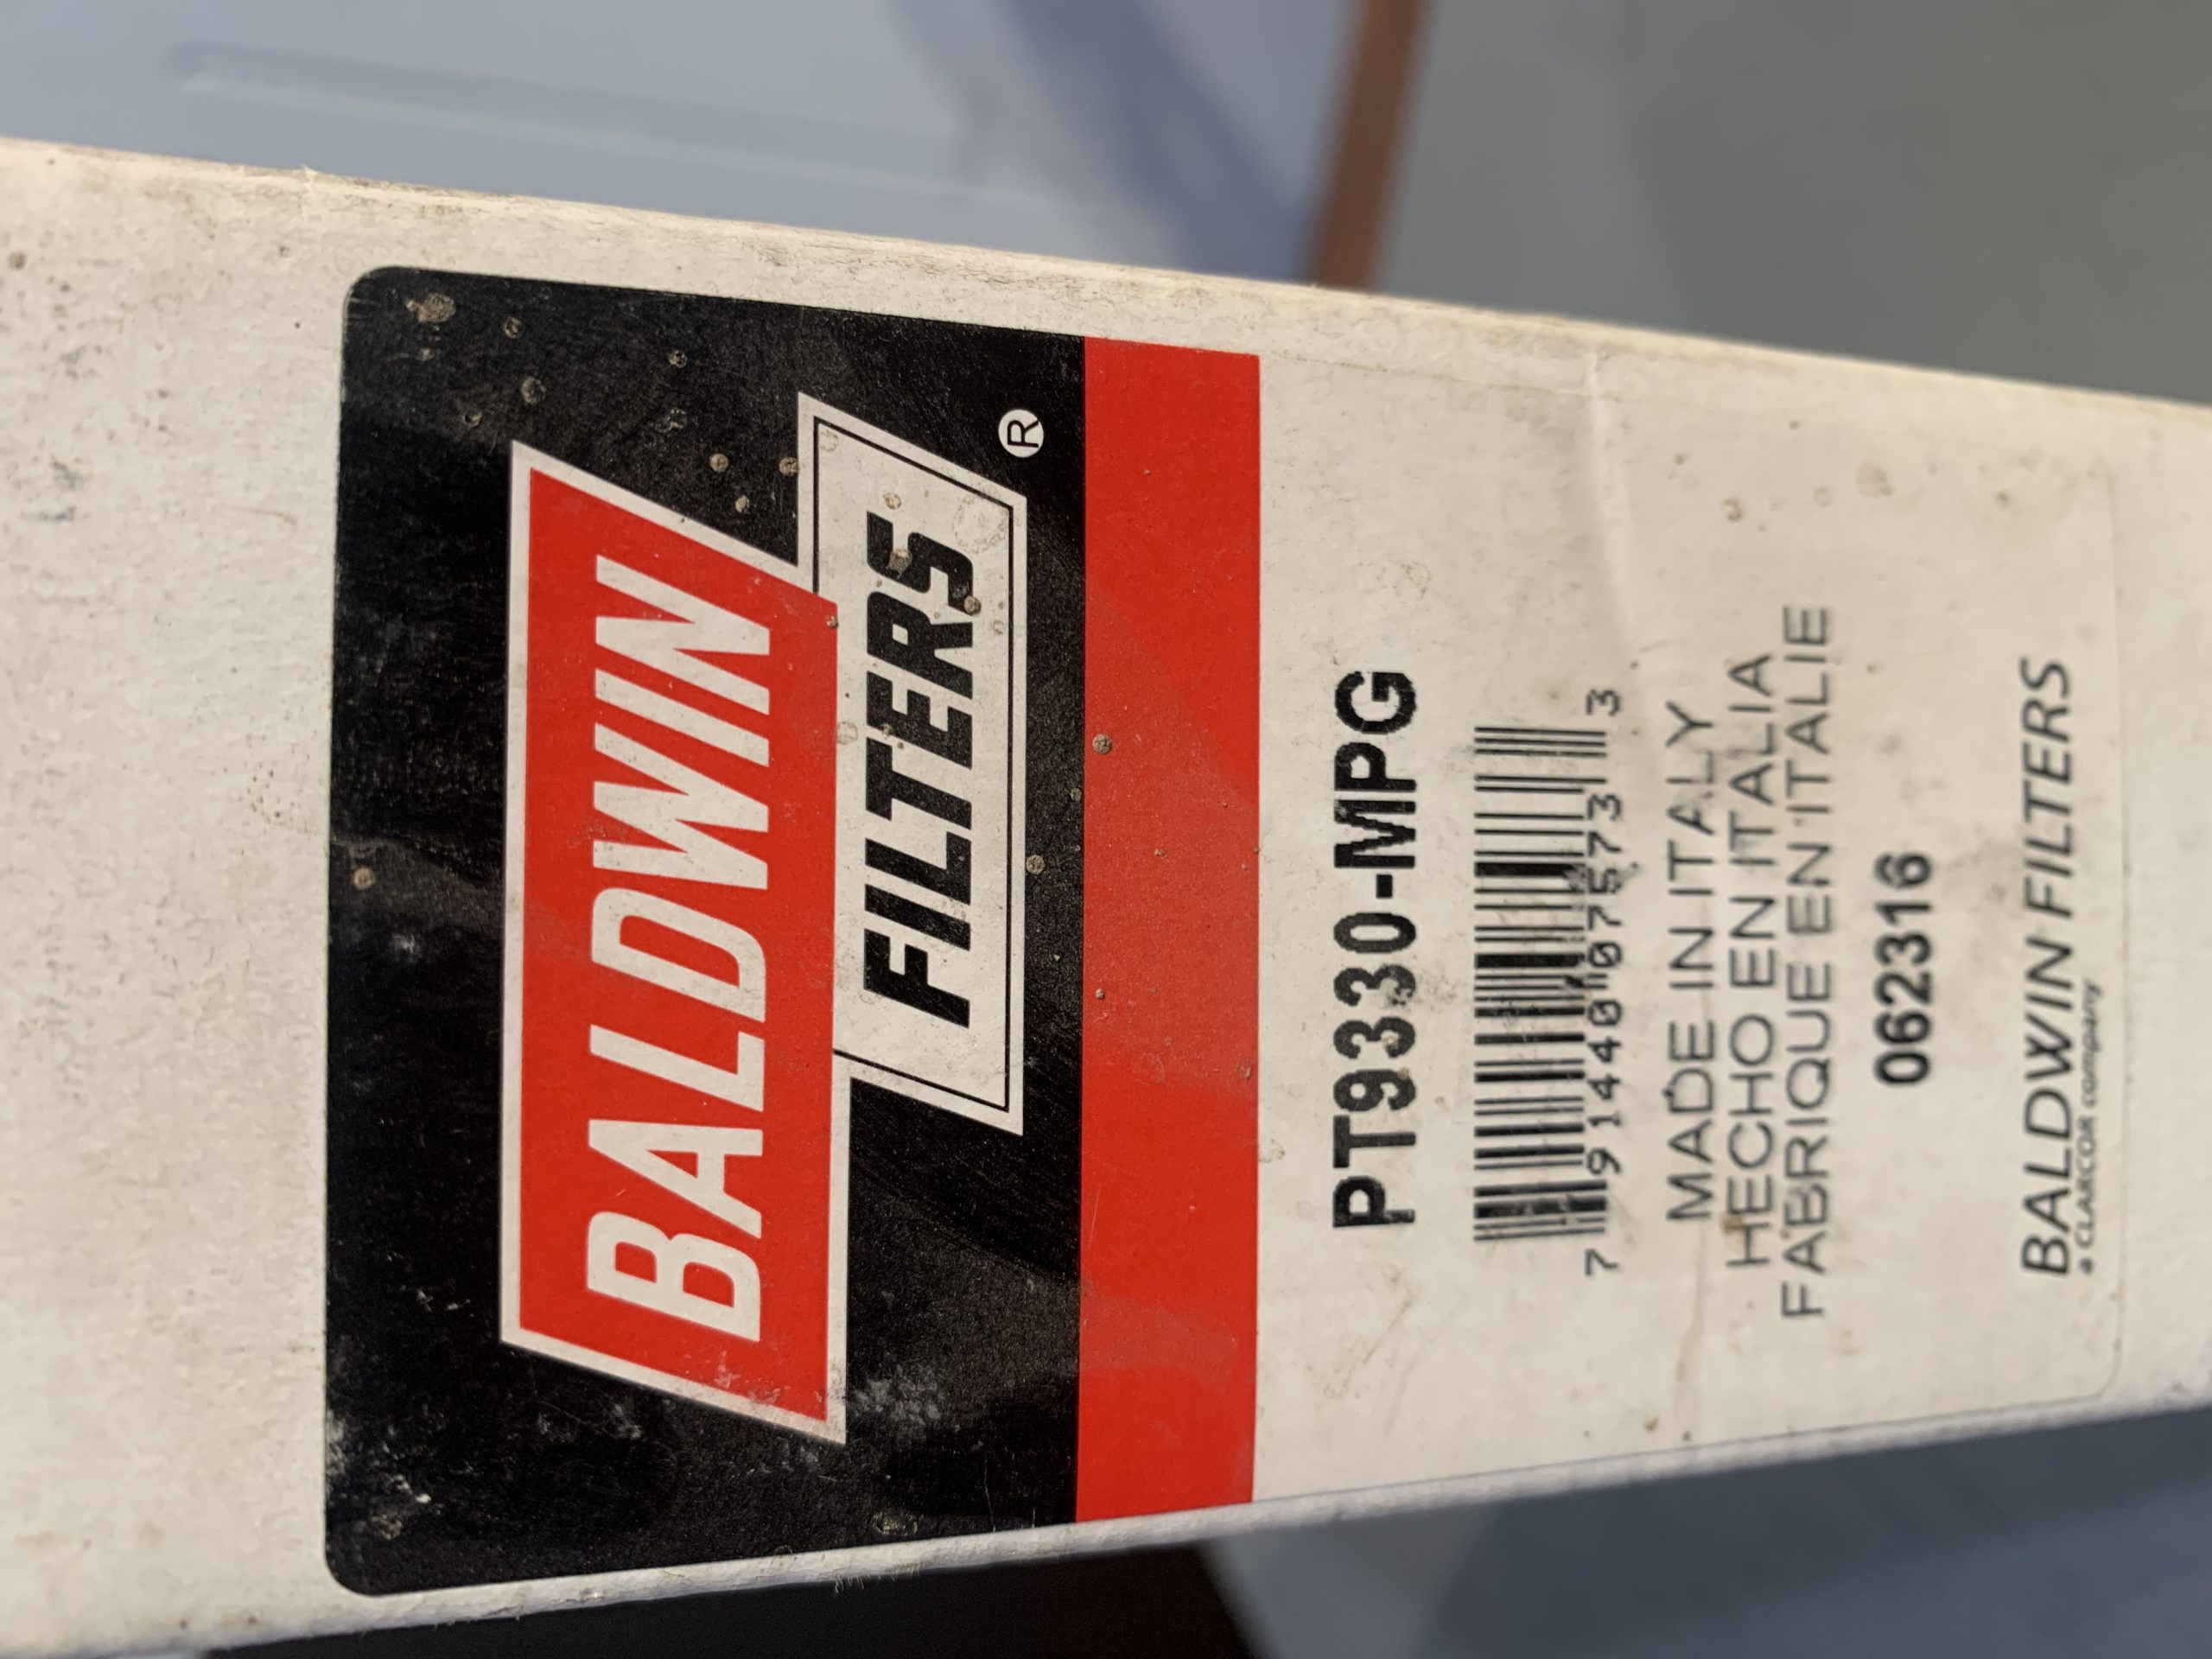 BALDWIN
FILTERS
®
PT9330-MPG
7 91440 07573 3
MADE IN ITALY
HECHO EN ITALIA
FABRIQUE EN ITALIE
062316
BALDWIN FILTERS
a CLARCOR company